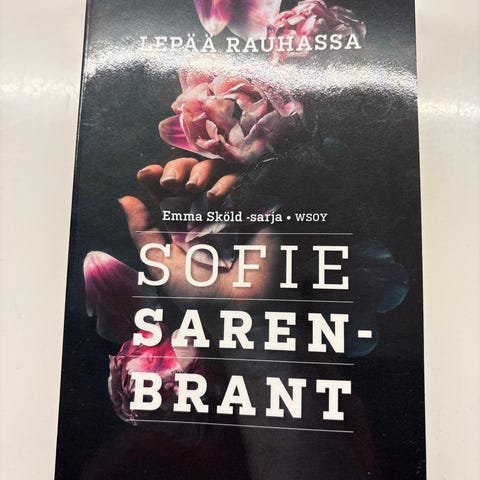 LEPÄÄ RAUHASSA
Emma Sköld -sarja • WSOY
SOFIE
SAREN-
BRANT